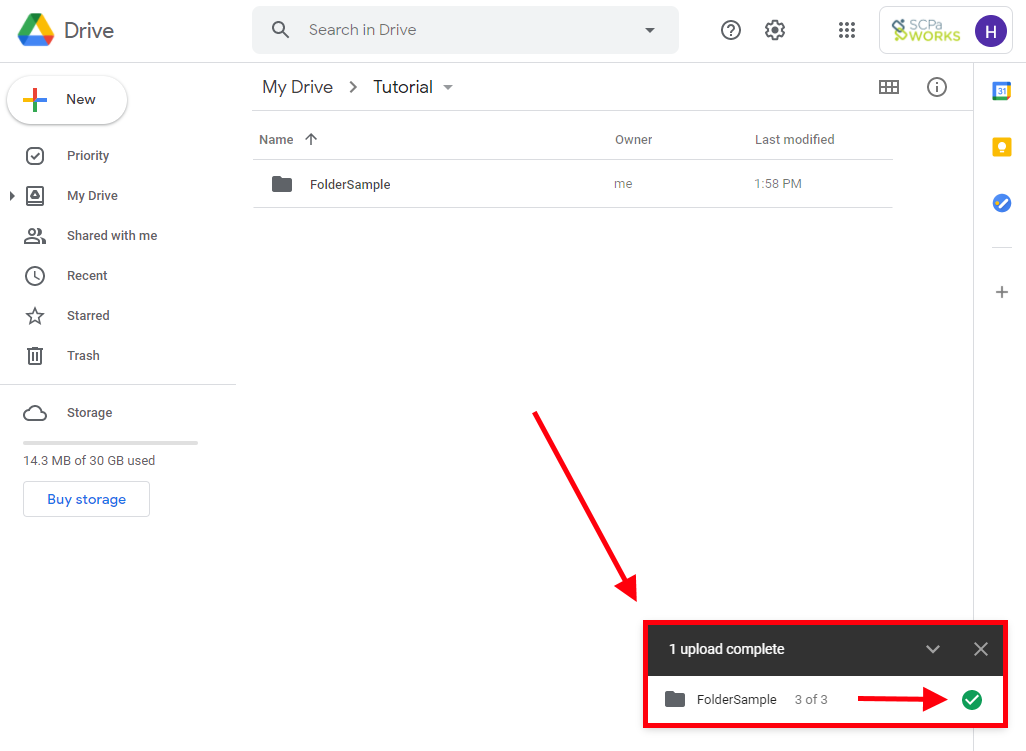 Drive
Search in Drive
SCPa
WORKS
H
New
My Drive
Tutorial
31
Priority
My Drive
Shared with me
Recent
Starred
Trash
Storage
14.3 MB of 30 GB used
Buy storage
Name Owner Last modified
FolderSample me 1:58 PM
1 upload complete
FolderSample 3 of 3